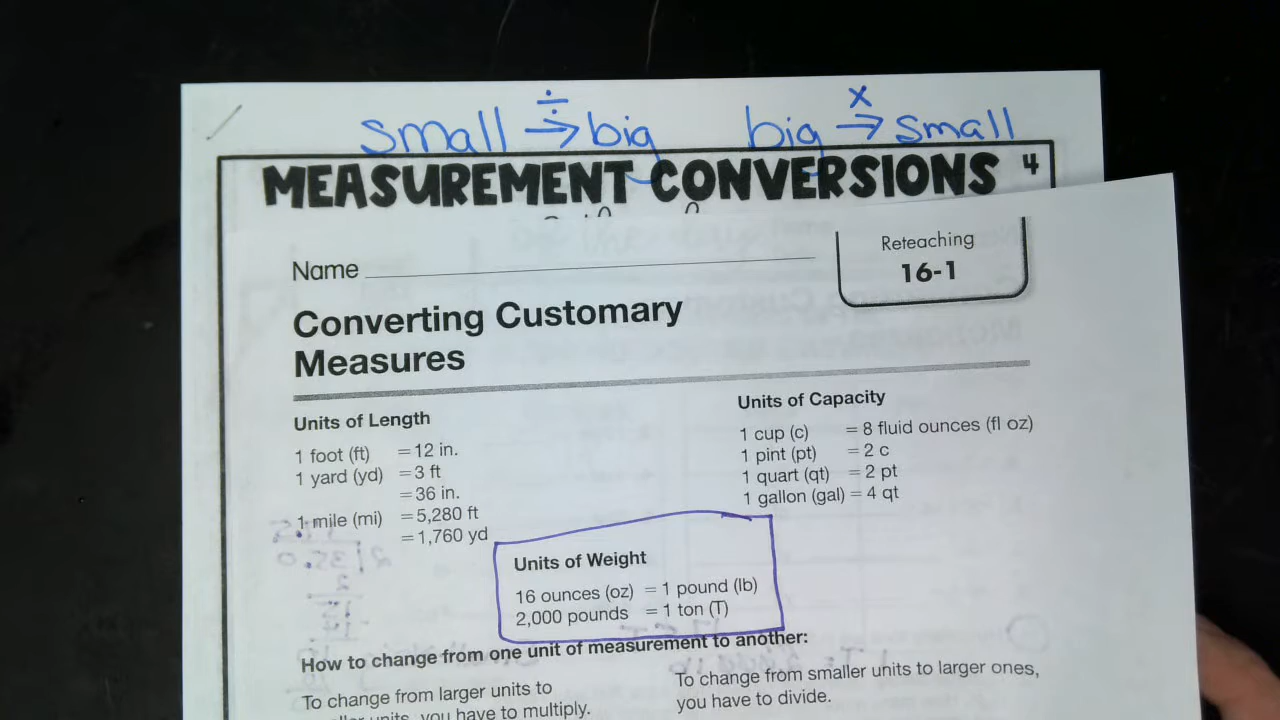 small ÷→ big big x→ small
MEASUREMENT CONVERSIONS 4
Name
Reteaching
16-1
Converting Customary
Measures
Units of Length
1 foot (ft) = 12 in.
1 yard (yd) = 3 ft
= 36 in.
1 mile (mi) = 5,280 ft
= 1,760 yd
Units of Capacity
1 cup (c) = 8 fluid ounces (fl oz)
1 pint (pt) = 2 c
1 quart (qt) = 2 pt
1 gallon (gal) = 4 qt
Units of Weight
16 ounces (oz) = 1 pound (lb)
2,000 pounds = 1 ton (T)
How to change from one unit of measurement to another:
To change from larger units to
units, you have to multiply.
To change from smaller units to larger ones,
you have to divide.